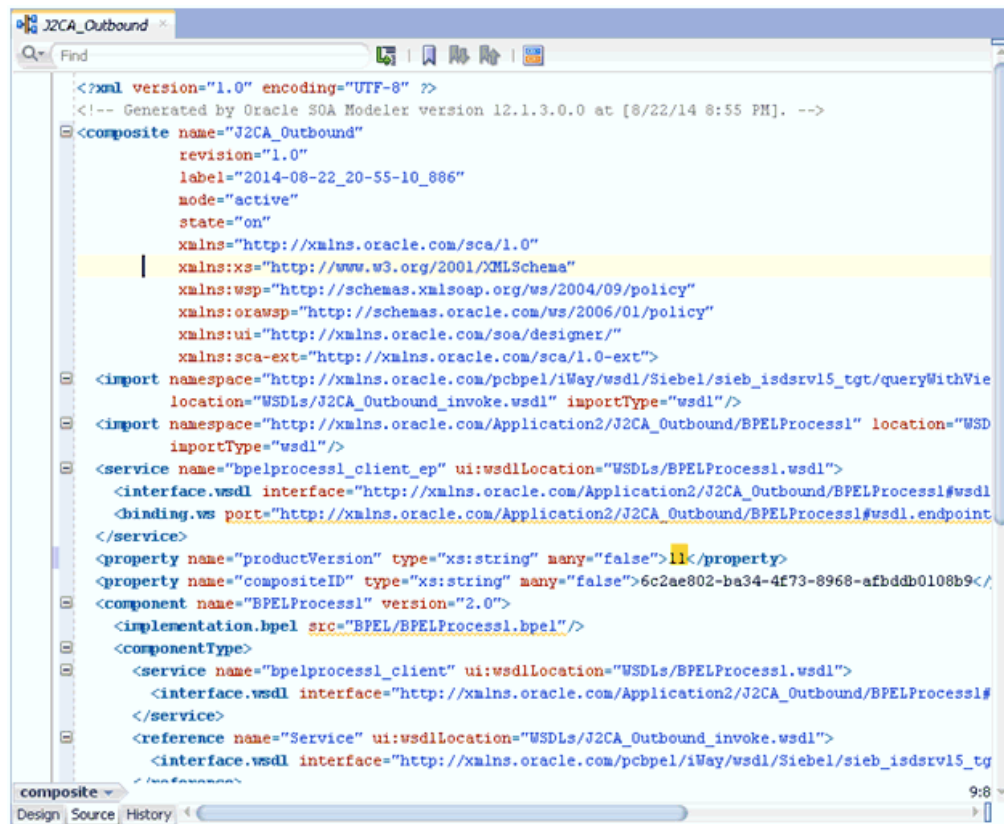 J2CA_Outbound
Find
<?xml version="1.0" encoding="UTF-8" ?>
<!-- Generated by Oracle SOA Modeler version 12.1.3.0.0 at [8/22/14 8:55 PM]. -->
<composite name="J2CA_Outbound"
revision="1.0"
label="2014-08-22_20-55-10_886"
mode="active"
state="on"
xmlns="http://xmlns.oracle.com/sca/1.0"
xmlns:xs="http://www.w3.org/2001/XMLSchema"
xmlns:wsp="http://schemas.xmlsoap.org/ws/2004/09/policy"
xmlns:orawsp="http://schemas.oracle.com/ws/2006/01/policy"
xmlns:ui="http://xmlns.oracle.com/soa/designer/"
xmlns:sca-ext="http://xmlns.oracle.com/sca/1.0-ext">
<import namespace="http://xmlns.oracle.com/pcbpel/iWay/wsdl/Siebel/sieb_isdsrv15_tgt/queryWithVie
location="WSDLs/J2CA_Outbound_invoke.wsdl" importType="wsdl"/>
<import namespace="http://xmlns.oracle.com/Application2/J2CA_Outbound/BPELProcess1" location="WSD
importType="wsdl"/>
<service name="bpelprocess1_client_ep" ui:wsdlLocation="WSDLs/BPELProcess1.wsdl">
<interface.wsdl interface="http://xmlns.oracle.com/Application2/J2CA_Outbound/BPELProcess1#wsdl
<binding.ws port="http://xmlns.oracle.com/Application2/J2CA_Outbound/BPELProcess1#wsdl.endpoint
</service>
<property name="productVersion" type="xs:string" many="false">11</property>
<property name="compositeID" type="xs:string" many="false">6c2ae802-ba34-4f73-8968-afbddb0108b9</
<component name="BPELProcess1" version="2.0">
<implementation.bpel src="BPEL/BPELProcess1.bpel"/>
<componentType>
<service name="bpelprocess1_client" ui:wsdlLocation="WSDLs/BPELProcess1.wsdl">
<interface.wsdl interface="http://xmlns.oracle.com/Application2/J2CA_Outbound/BPELProcess1#
</service>
<reference name="Service" ui:wsdlLocation="WSDLs/J2CA_Outbound_invoke.wsdl">
<interface.wsdl interface="http://xmlns.oracle.com/pcbpel/iWay/wsdl/Siebel/sieb_isdsrv15_tg
</reference>
composite 9:8
Design Source History